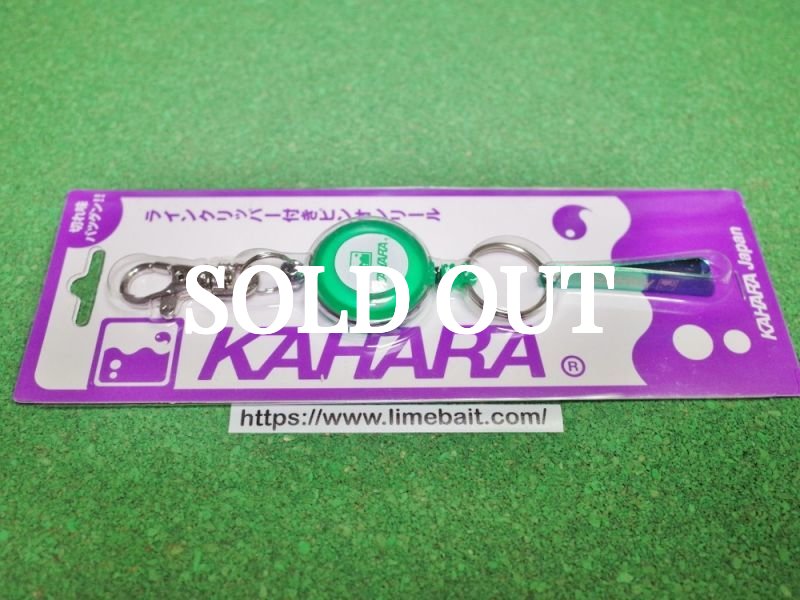 切れ味
バツグン!!
ラインクリッパー付きピンオンリール
KAHARA®
KAHARA Japan
SOLD OUT
KAHARA®
https://www.limebait.com/